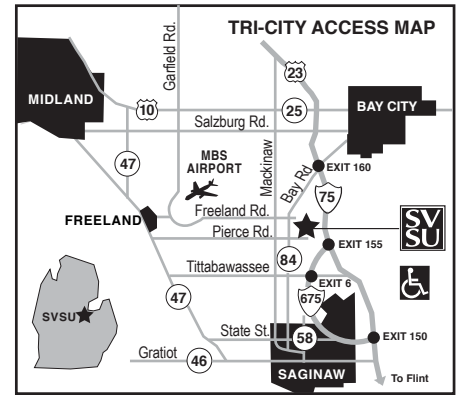 TRI-CITY ACCESS MAP
Garfield Rd.
23
MIDLAND
10
25
BAY CITY
Salzburg Rd.
47
MBS
AIRPORT
Mackinaw
Bay Rd
EXIT 160
75
FREELAND
Freeland Rd.
Pierce Rd.
SV
SU
EXIT 155
84
Tittabawassee
EXIT 6
47
675
SVSU
State St.
58
EXIT 150
Gratiot
46
SAGINAW
To Flint